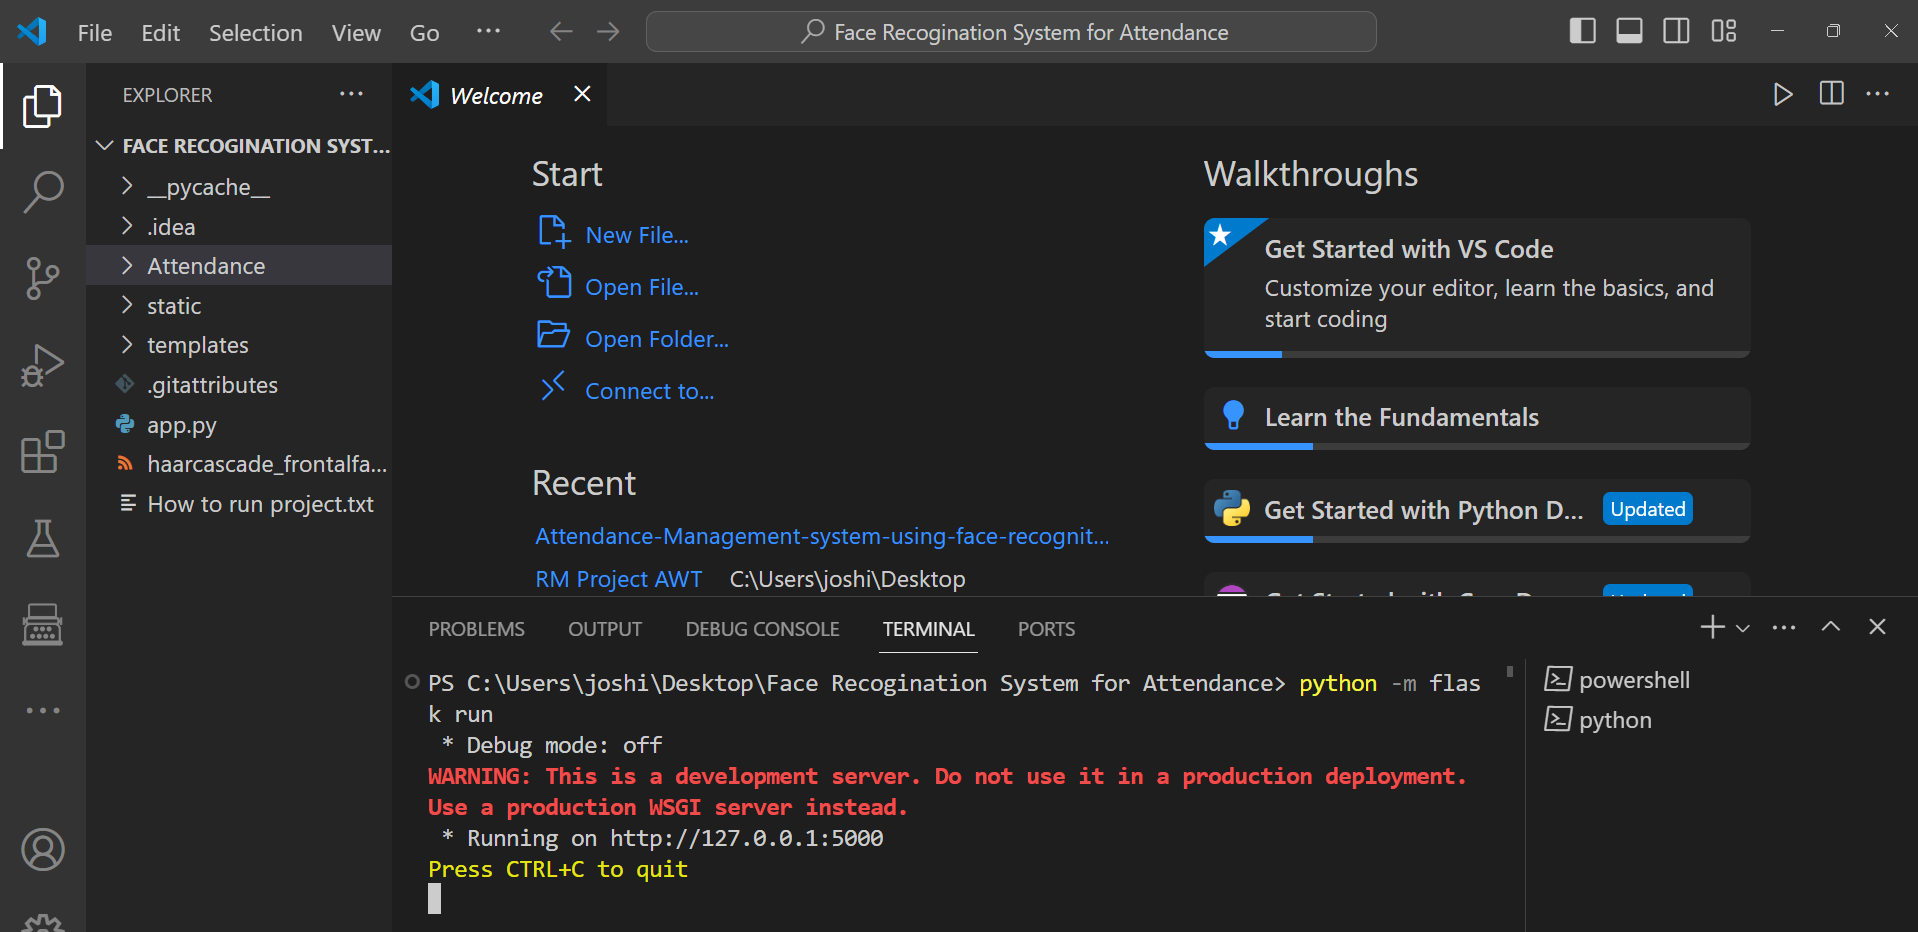 File Edit Selection View Go ···
Face Recogination System for Attendance
EXPLORER ···
FACE RECOGINATION SYST...
__pycache__
.idea
Attendance
static
templates
.gitattributes
app.py
haarcascade_frontalfa...
How to run project.txt
Welcome
Start
New File...
Open File...
Open Folder...
Connect to...
Recent
Attendance-Management-system-using-face-recognit...
RM Project AWT C:\Users\joshi\Desktop
Walkthroughs
Get Started with VS Code
Customize your editor, learn the basics, and
start coding
Learn the Fundamentals
Get Started with Python D... Updated
PROBLEMS OUTPUT DEBUG CONSOLE TERMINAL PORTS
PS C:\Users\joshi\Desktop\Face Recogination System for Attendance> python -m flas
k run
* Debug mode: off
WARNING: This is a development server. Do not use it in a production deployment.
Use a production WSGI server instead.
* Running on http://127.0.0.1:5000
Press CTRL+C to quit
powershell
python